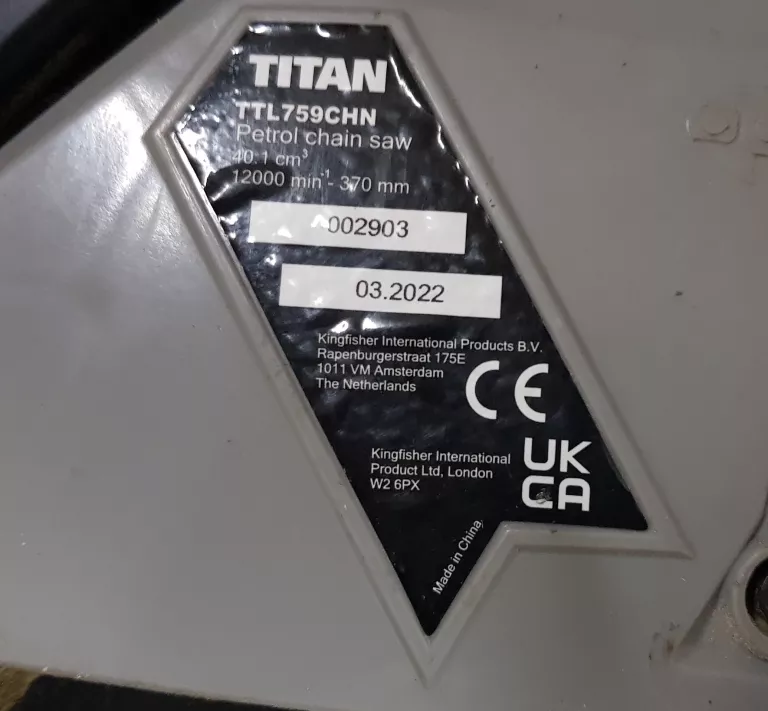 TITAN
TTL759CHN
Petrol chain saw
40.1 cm³
12000 min⁻¹- 370 mm
002903
03.2022
Kingfisher International Products B.V.
Rapenburgerstraat 175E
1011 VM Amsterdam
The Netherlands
CE
Kingfisher International
Product Ltd, London
W2 6PX
UK
CA
Made in China